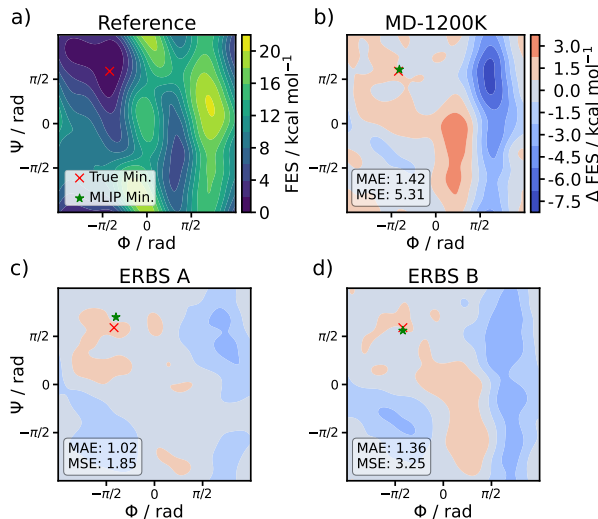 a) Reference
Ψ / rad
π/2
0
−π/2
× True Min.
★ MLIP Min.
−π/2 0 π/2
Φ / rad
20
16
12
8
4
0
FES / kcal mol⁻¹
b) MD-1200K
π/2
0
−π/2
MAE: 1.42
MSE: 5.31
−π/2 0 π/2
Φ / rad
3.0
1.5
0.0
−1.5
−3.0
−4.5
−6.0
−7.5
Δ FES / kcal mol⁻¹
c) ERBS A
Ψ / rad
π/2
0
−π/2
MAE: 1.02
MSE: 1.85
−π/2 0 π/2
Φ / rad
d) ERBS B
π/2
0
−π/2
MAE: 1.36
MSE: 3.25
−π/2 0 π/2
Φ / rad